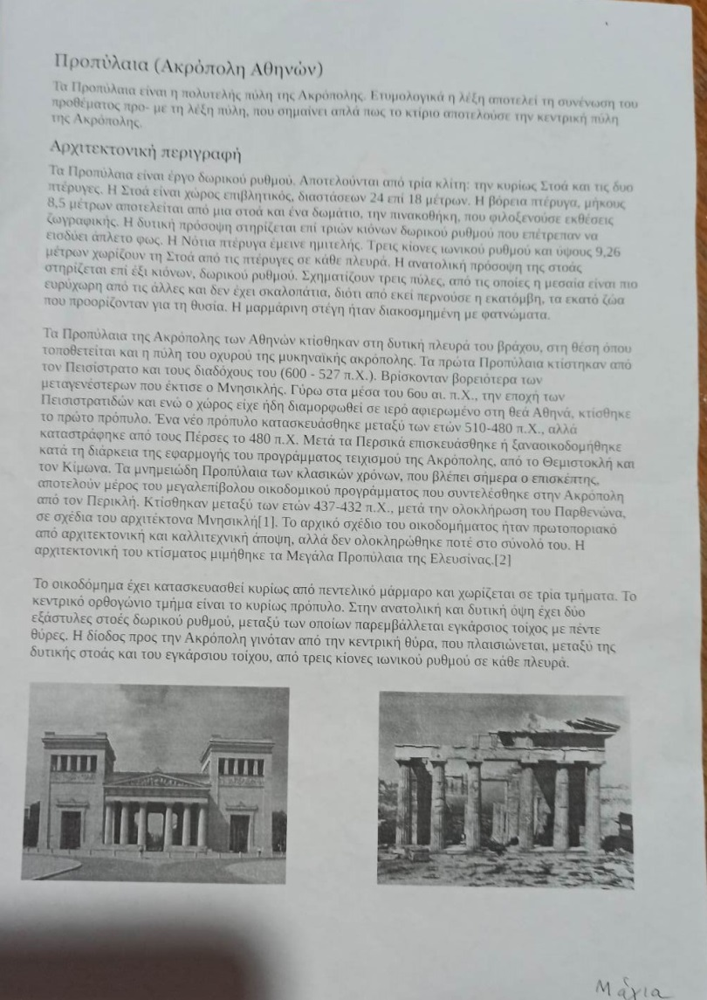 Προπύλαια (Ακρόπολη Αθηνών)
Τα Προπύλαια είναι η πολυτελής πύλη της Ακρόπολης. Ετυμολογικά η λέξη αποτελεί τη συνένωση του
προθέματος προ- με τη λέξη πύλη, που σημαίνει απλά πως το κτίριο αποτελούσε την κεντρική πύλη
της Ακρόπολης.
Αρχιτεκτονική περιγραφή
Τα Προπύλαια είναι έργο δωρικού ρυθμού. Αποτελούνται από τρία κλίτη: την κυρίως Στοά και τις δυο
πτέρυγες. Η Στοά είναι χώρος επιβλητικός, διαστάσεων 24 επί 18 μέτρων. Η βόρεια πτέρυγα, μήκους
8,5 μέτρων αποτελείται από μια στοά και ένα δωμάτιο, την πινακοθήκη, που φιλοξενούσε εκθέσεις
ζωγραφικής. Η δυτική πρόσοψη στηρίζεται επί τριών κιόνων δωρικού ρυθμού που επέτρεπαν να
εισδύει άπλετο φως. Η Νότια πτέρυγα έμεινε ημιτελής. Τρεις κίονες ιωνικού ρυθμού και ύψους 9,26
μέτρων χωρίζουν τη Στοά από τις πτέρυγες σε κάθε πλευρά. Η ανατολική πρόσοψη της στοάς
στηρίζεται επί έξι κιόνων, δωρικού ρυθμού. Σχηματίζουν τρεις πύλες, από τις οποίες η μεσαία είναι πιο
ευρύχωρη από τις άλλες και δεν έχει σκαλοπάτια, διότι από εκεί περνούσε η εκατόμβη, τα εκατό ζώα
που προορίζονταν για τη θυσία. Η μαρμάρινη στέγη ήταν διακοσμημένη με φατνώματα.
Τα Προπύλαια της Ακρόπολης των Αθηνών κτίσθηκαν στη δυτική πλευρά του βράχου, στη θέση όπου
τοποθετείται και η πύλη του οχυρού της μυκηναϊκής ακρόπολης. Τα πρώτα Προπύλαια κτίστηκαν από
τον Πεισίστρατο και τους διαδόχους του (600 - 527 π.Χ.). Βρίσκονταν βορειότερα των
μεταγενέστερων που έκτισε ο Μνησικλής. Γύρω στα μέσα του 6ου αι. π.Χ., την εποχή των
Πεισιστρατιδών και ενώ ο χώρος είχε ήδη διαμορφωθεί σε ιερό αφιερωμένο στη θεά Αθηνά, κτίσθηκε
το πρώτο πρόπυλο. Ένα νέο πρόπυλο κατασκευάσθηκε μεταξύ των ετών 510-480 π.Χ., αλλά
καταστράφηκε από τους Πέρσες το 480 π.Χ. Μετά τα Περσικά επισκευάσθηκε ή ξαναοικοδομήθηκε
κατά τη διάρκεια της εφαρμογής του προγράμματος τειχισμού της Ακρόπολης, από το Θεμιστοκλή και
τον Κίμωνα. Τα μνημειώδη Προπύλαια των κλασικών χρόνων, που βλέπει σήμερα ο επισκέπτης,
αποτελούν μέρος του μεγαλεπίβολου οικοδομικού προγράμματος που συντελέσθηκε στην Ακρόπολη
από τον Περικλή. Κτίσθηκαν μεταξύ των ετών 437-432 π.Χ., μετά την ολοκλήρωση του Παρθενώνα,
σε σχέδια του αρχιτέκτονα Μνησικλή[1]. Το αρχικό σχέδιο του οικοδομήματος ήταν πρωτοποριακό
από αρχιτεκτονική και καλλιτεχνική άποψη, αλλά δεν ολοκληρώθηκε ποτέ στο σύνολό του. Η
αρχιτεκτονική του κτίσματος μιμήθηκε τα Μεγάλα Προπύλαια της Ελευσίνας.[2]
Το οικοδόμημα έχει κατασκευασθεί κυρίως από πεντελικό μάρμαρο και χωρίζεται σε τρία τμήματα. Το
κεντρικό ορθογώνιο τμήμα είναι το κυρίως πρόπυλο. Στην ανατολική και δυτική όψη έχει δύο
εξάστυλες στοές δωρικού ρυθμού, μεταξύ των οποίων παρεμβάλλεται εγκάρσιος τοίχος με πέντε
θύρες. Η δίοδος προς την Ακρόπολη γινόταν από την κεντρική θύρα, που πλαισιώνεται, μεταξύ της
δυτικής στοάς και του εγκάρσιου τοίχου, από τρεις κίονες ιωνικού ρυθμού σε κάθε πλευρά.
Μάγια